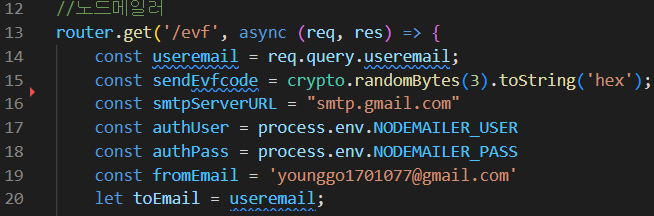 12 //노드메일러
13 router.get('/evf', async (req, res) => {
14 const useremail = req.query.useremail;
15 const sendEvfcode = crypto.randomBytes(3).toString('hex');
16 const smtpServerURL = "smtp.gmail.com"
17 const authUser = process.env.NODEMAILER_USER
18 const authPass = process.env.NODEMAILER_PASS
19 const fromEmail = 'younggo1701077@gmail.com'
20 let toEmail = useremail;